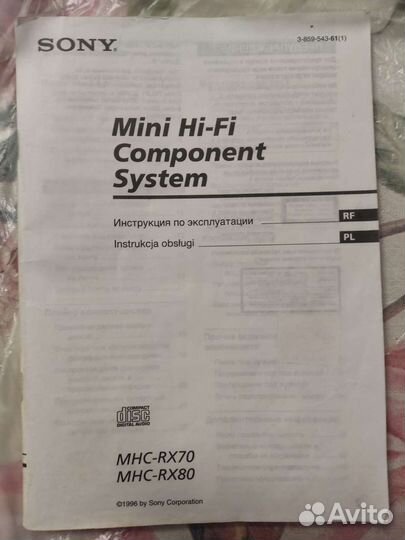 SONY®
3-859-543-61(1)
Mini Hi-Fi
Component
System
Инструкция по эксплуатации
RF
Instrukcja obsługi
PL
COMPACT
disc
DIGITAL AUDIO
MHC-RX70
MHC-RX80
©1996 by Sony Corporation
Avito